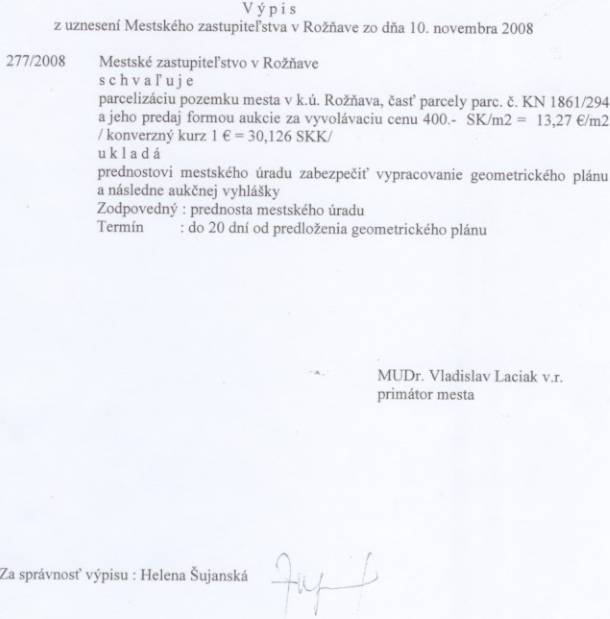 V ý p i s
z uznesení Mestského zastupiteľstva v Rožňave zo dňa 10. novembra 2008
277/2008 Mestské zastupiteľstvo v Rožňave
s c h v a ľ u j e
parcelizáciu pozemku mesta v k.ú. Rožňava, časť parcely parc. č. KN 1861/294
a jeho predaj formou aukcie za vyvolávaciu cenu 400.- SK/m2 = 13,27 €/m2
/ konverzný kurz 1 € = 30,126 SKK/
u k l a d á
prednostovi mestského úradu zabezpečiť vypracovanie geometrického plánu
a následne aukčnej vyhlášky
Zodpovedný : prednosta mestského úradu
Termín : do 20 dní od predloženia geometrického plánu
MUDr. Vladislav Laciak v.r.
primátor mesta
Za správnosť výpisu : Helena Šujanská